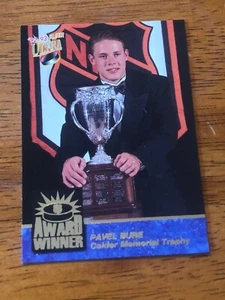 ULTRA
N
AWARD
WINNER
PAVEL BURE
Calder Memorial Trophy